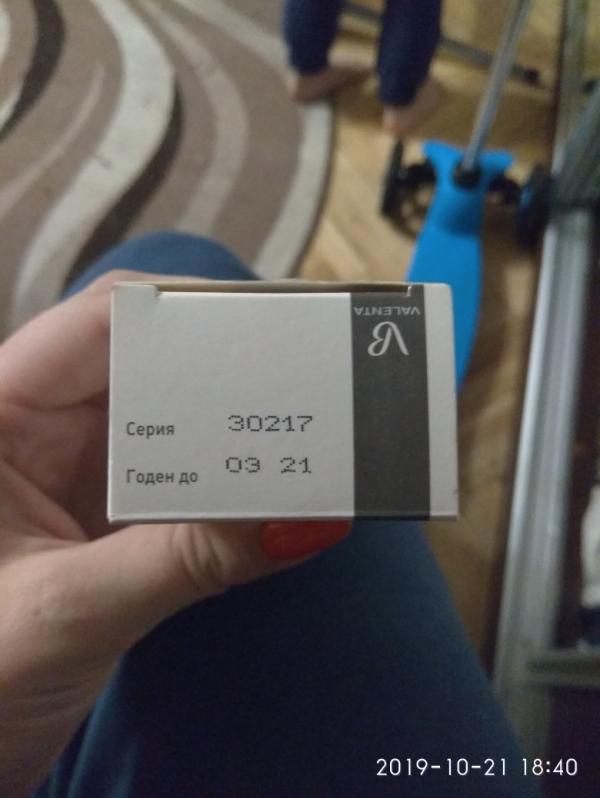 VALENTA
Серия 30217
Годен до 03 21
2019-10-21 18:40